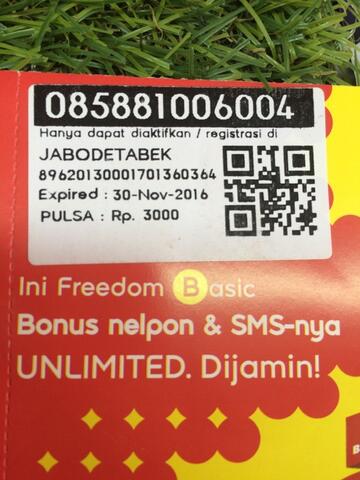 085881006004
Hanya dapat diaktifkan / registrasi di
JABODETABEK
89620130001701360364
Expired : 30-Nov-2016
PULSA : Rp. 3000
Ini Freedom Basic
Bonus nelpon & SMS-nya
UNLIMITED. Dijamin!
B